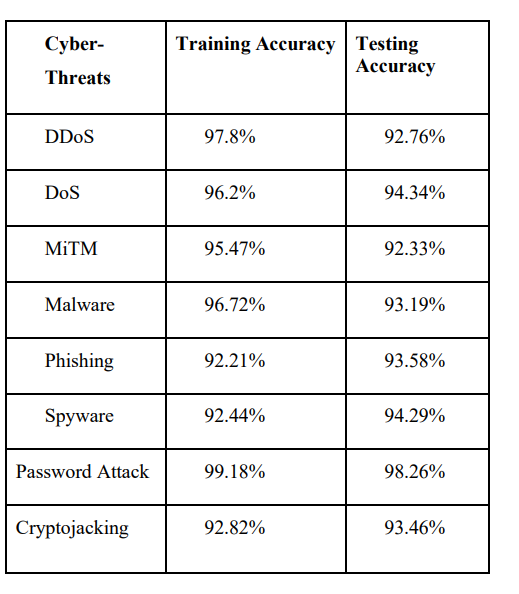 Cyber- Training Accuracy Testing
Threats Accuracy
DDoS 97.8% 92.76%
DoS 96.2% 94.34%
MiTM 95.47% 92.33%
Malware 96.72% 93.19%
Phishing 92.21% 93.58%
Spyware 92.44% 94.29%
Password Attack 99.18% 98.26%
Cryptojacking 92.82% 93.46%